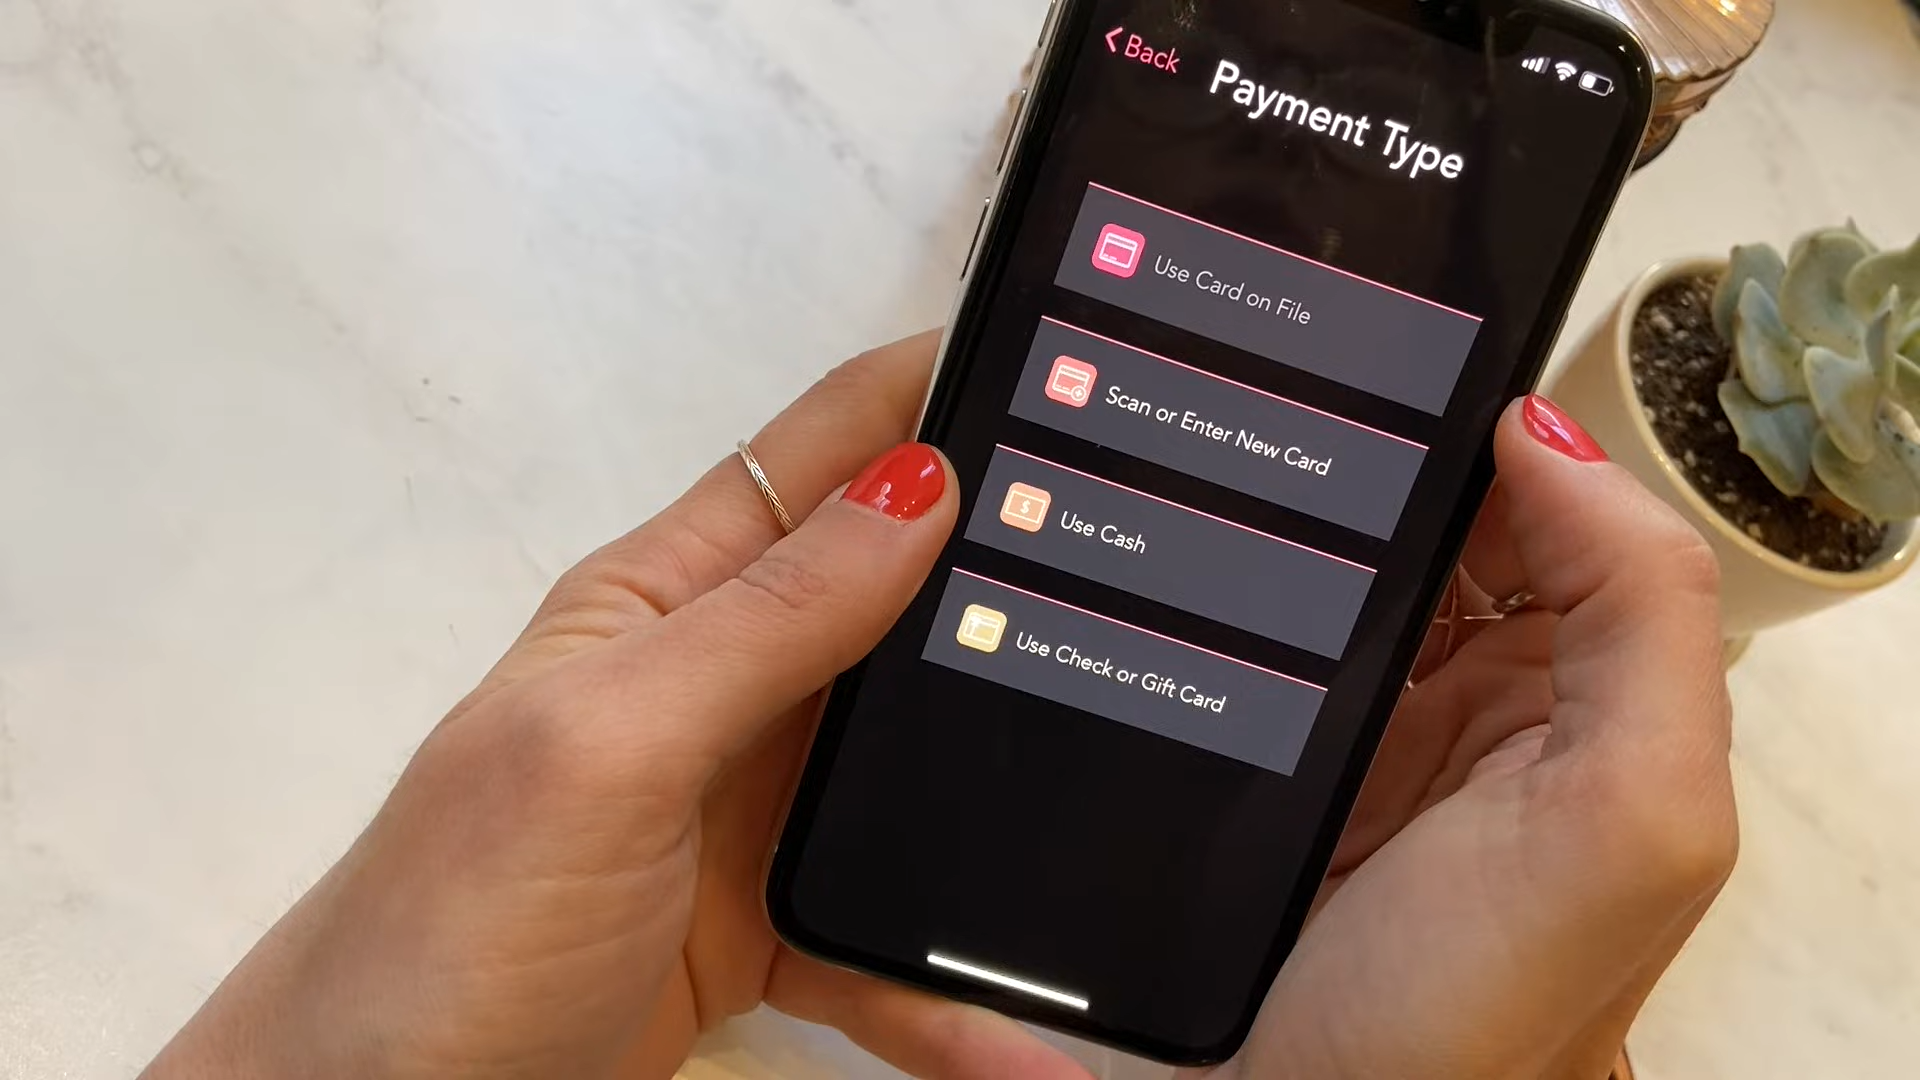 Back
Payment Type
Use Card on File
Scan or Enter New Card
Use Cash
Use Check or Gift Card